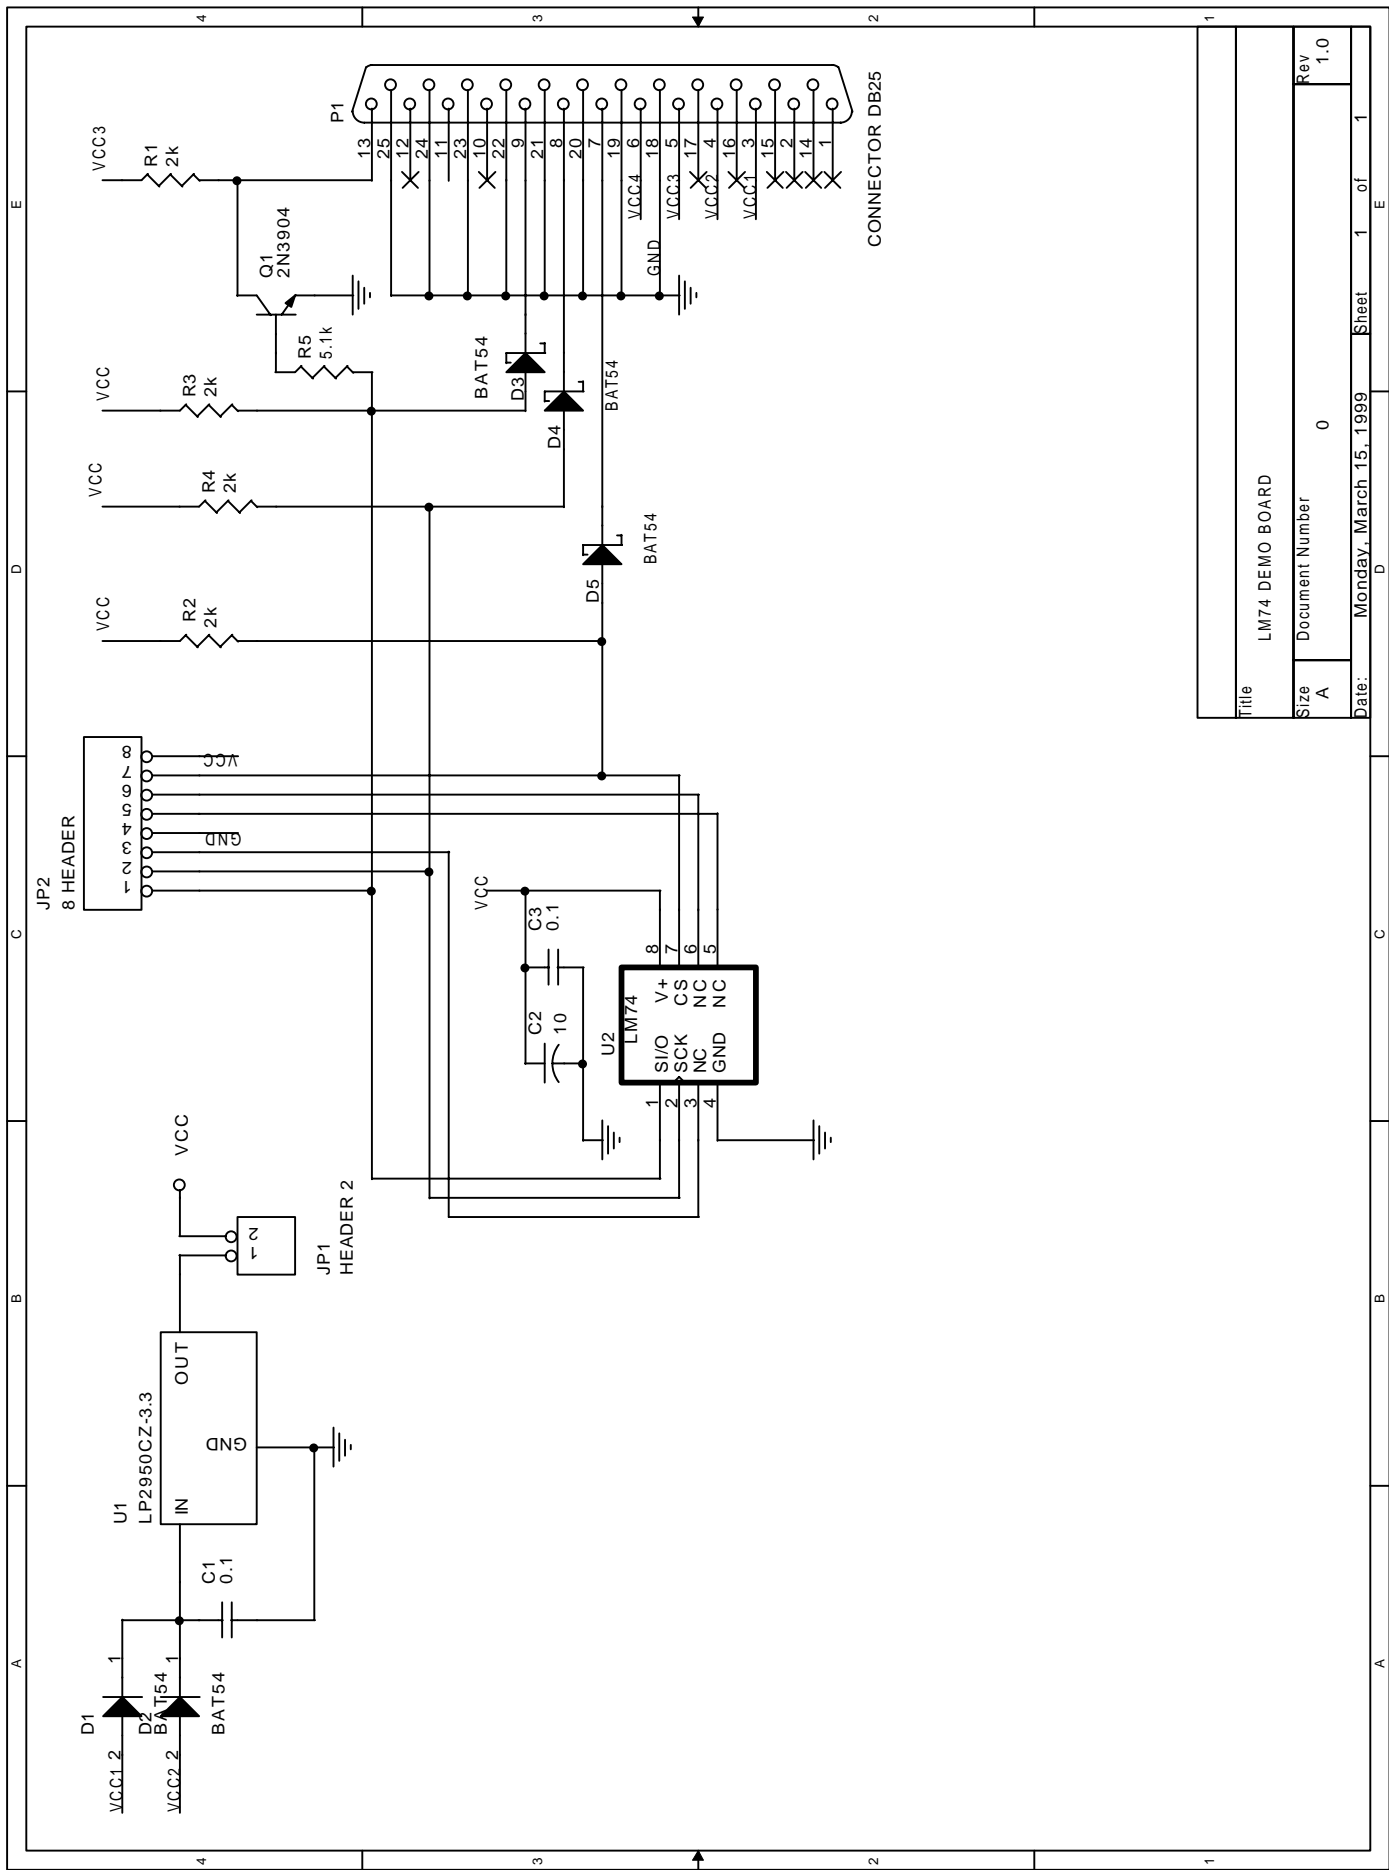 A
B
C
D
E
4
3
2
1
VCC1
2
D1
1
BAT54
VCC2
2
D2
1
BAT54
C1
0.1
U1
LP2950CZ-3.3
IN
OUT
GND
JP1
HEADER 2
1
2
VCC
JP2
8 HEADER
1
2
3
4
5
6
7
8
GND
VCC
VCC
R2
2k
VCC
R4
2k
VCC
R3
2k
R5
5.1k
Q1
2N3904
VCC3
R1
2k
VCC
C2
10
C3
0.1
U2
LM74
1
SI/O
2
SCK
3
NC
4
GND
V+
8
CS
7
NC
6
NC
5
D3
BAT54
D4
BAT54
D5
BAT54
P1
13
25
12
24
11
23
10
22
9
21
8
20
7
19
VCC4
6
GND
18
VCC3
5
17
VCC2
4
16
VCC1
3
15
2
14
1
CONNECTOR DB25
Title
LM74 DEMO BOARD
Size
A
Document Number
0
Rev
1.0
Date:
Monday, March 15, 1999
Sheet
1
of
1
A
B
C
D
E
4
3
2
1